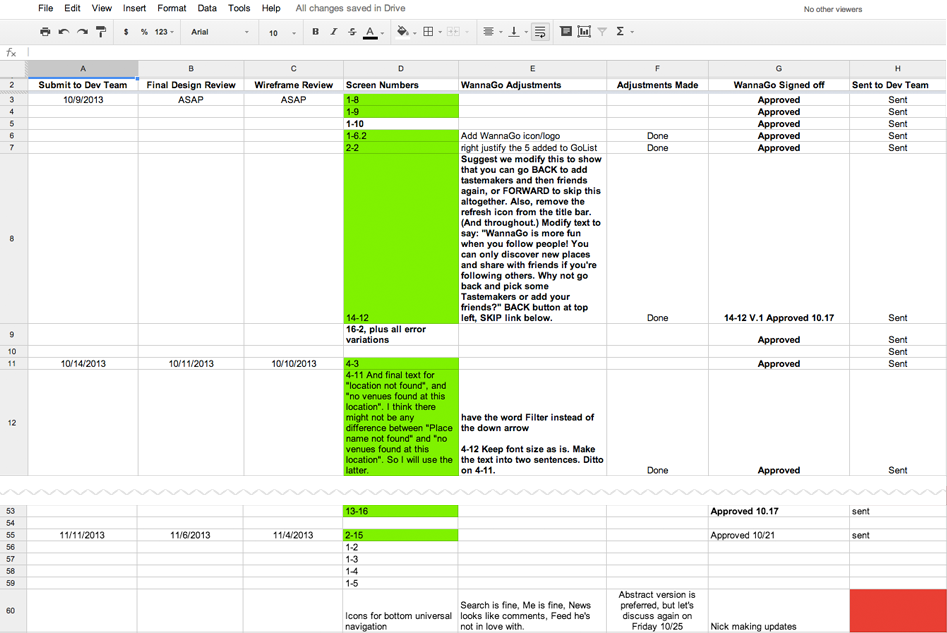 File Edit View Insert Format Data Tools Help All changes saved in Drive No other viewers
$ % 123 Arial 10 B I S A Σ
fx
A B C D E F G H
2 Submit to Dev Team Final Design Review Wireframe Review Screen Numbers WannaGo Adjustments Adjustments Made WannaGo Signed off Sent to Dev Team
3 10/9/2013 ASAP ASAP 1-8 Approved Sent
4 1-9 Approved Sent
5 1-10 Approved Sent
6 1-6.2 Add WannaGo icon/logo Done Approved Sent
7 2-2 right justify the 5 added to GoList Done Approved Sent
Suggest we modify this to show
that you can go BACK to add
tastemakers and then friends
again, or FORWARD to skip this
altogether. Also, remove the
refresh icon from the title bar.
(And throughout.) Modify text to
say: "WannaGo is more fun
8 when you follow people! You
can only discover new places
and share with friends if you're
following others. Why not go
back and pick some
Tastemakers or add your
friends?" BACK button at top
14-12 left, SKIP link below. Done 14-12 V.1 Approved 10.17 Sent
16-2, plus all error
9 variations Approved Sent
10 Sent
11 10/14/2013 10/11/2013 10/10/2013 4-3 Approved Sent
4-11 And final text for
"location not found", and
"no venues found at this
location". I think there
might not be any have the word Filter instead of
12 difference between "Place the down arrow
name not found" and "no
venues found at this 4-12 Keep font size as is. Make
location". So I will use the the text into two sentences. Ditto
latter. on 4-11. Done Approved Sent
53 13-16 Approved 10.17 sent
54
55 11/11/2013 11/6/2013 11/4/2013 2-15 Approved 10/21 sent
56 1-2
57 1-3
58 1-4
59 1-5
Abstract version is
60 Search is fine, Me is fine, News preferred, but let's
Icons for bottom universal looks like comments, Feed he's discuss again on
navigation not in love with. Friday 10/25 Nick making updates